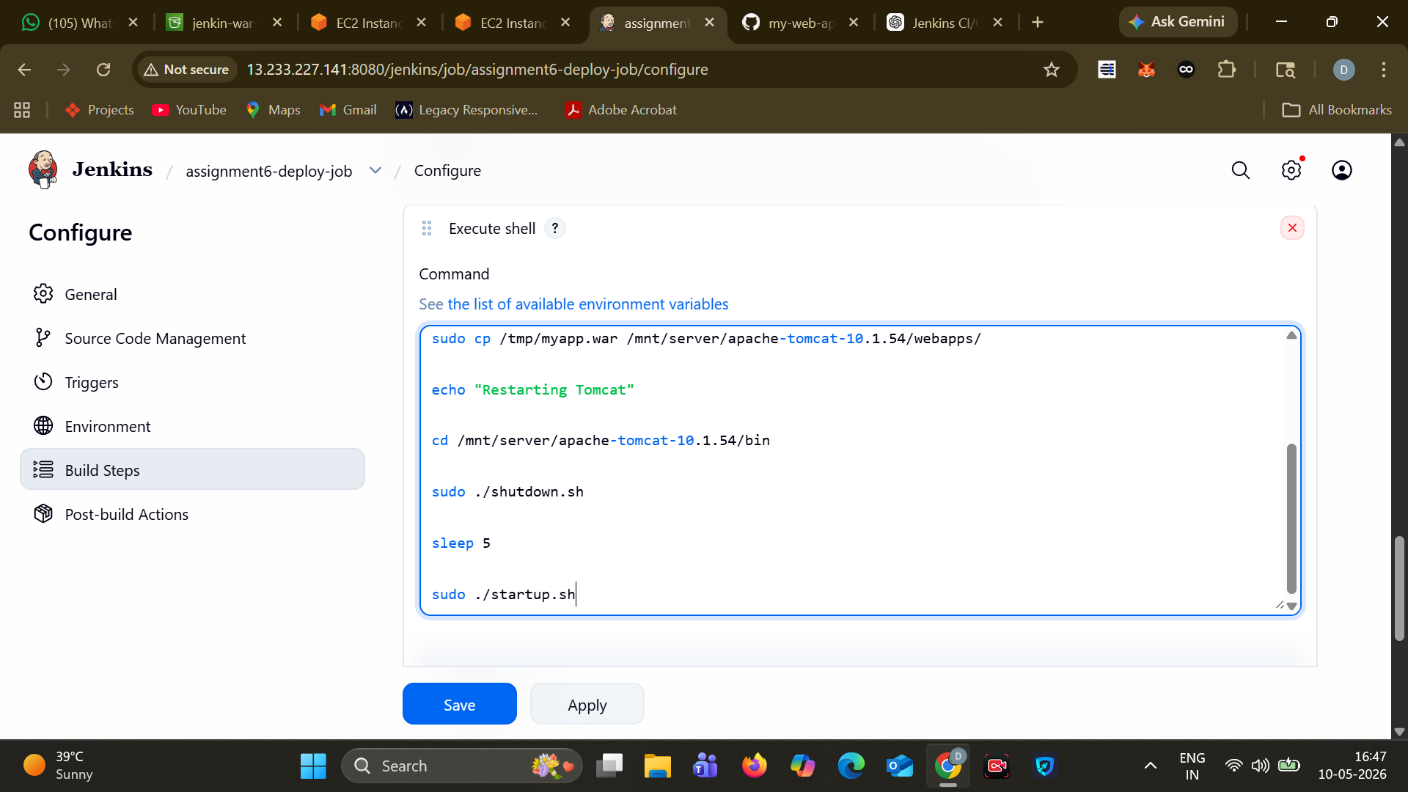 (105) What
jenkin-war-
EC2 Instanc
EC2 Instanc
assignment
my-web-ap
Jenkins CI/
Ask Gemini
Not secure
13.233.227.141:8080/jenkins/job/assignment6-deploy-job/configure
D
Projects
YouTube
Maps
Gmail
(A)
Legacy Responsive...
Adobe Acrobat
All Bookmarks
Jenkins / assignment6-deploy-job / Configure
Configure
General
Source Code Management
Triggers
Environment
Build Steps
Post-build Actions
Execute shell ?
Command
See the list of available environment variables
sudo cp /tmp/myapp.war /mnt/server/apache-tomcat-10.1.54/webapps/
echo "Restarting Tomcat"
cd /mnt/server/apache-tomcat-10.1.54/bin
sudo ./shutdown.sh
sleep 5
sudo ./startup.sh
Save
Apply
39°C
Sunny
Search
D
ENG
IN
16:47
10-05-2026